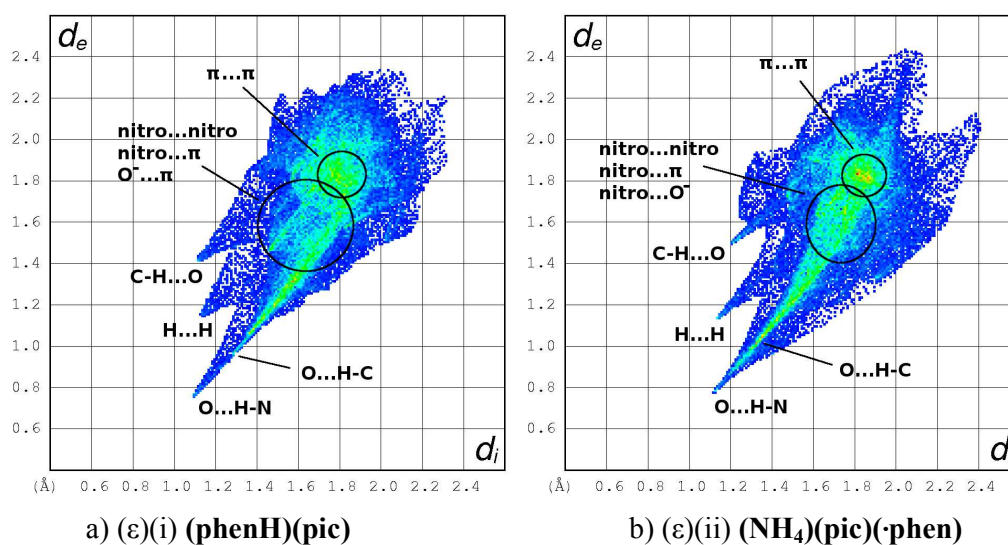 de
2.4
2.2
2.0
1.8
1.6
1.4
1.2
1.0
0.8
0.6
π...π
nitro...nitro
nitro...π
O⁻...π
C-H...O
H...H
O...H-C
O...H-N
di
(Å) 0.6 0.8 1.0 1.2 1.4 1.6 1.8 2.0 2.2 2.4
a) (ε)(i) (phenH)(pic)
de
2.4
2.2
2.0
1.8
1.6
1.4
1.2
1.0
0.8
0.6
π...π
nitro...nitro
nitro...π
nitro...O⁻
C-H...O
H...H
O...H-C
O...H-N
d
(Å) 0.6 0.8 1.0 1.2 1.4 1.6 1.8 2.0 2.2 2.4
b) (ε)(ii) (NH₄)(pic)(·phen)